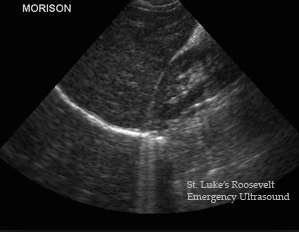 MORISON
St. Luke's Roosevelt
Emergency Ultrasound